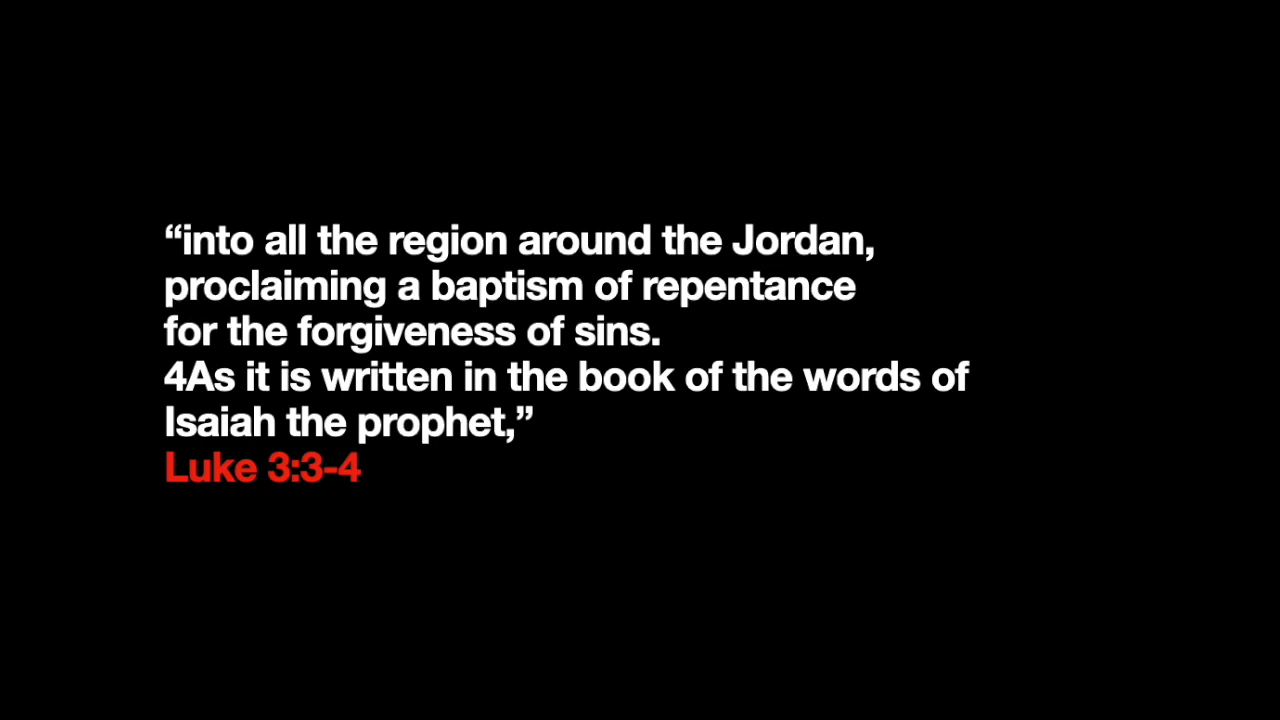 “into all the region around the Jordan,
proclaiming a baptism of repentance
for the forgiveness of sins.
4As it is written in the book of the words of
Isaiah the prophet,”
Luke 3:3-4